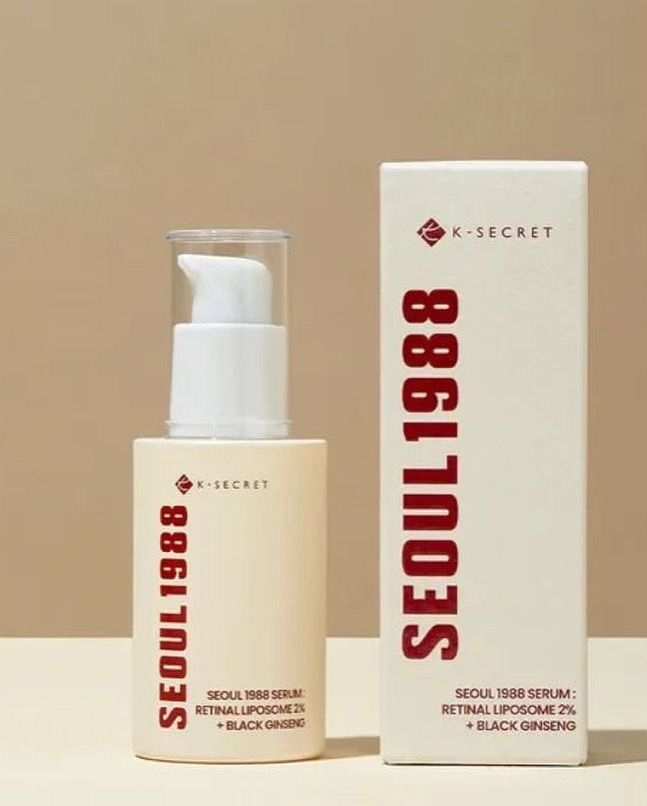 K-SECRET
SEOUL1988
SEOUL 1988 SERUM :
RETINAL LIPOSOME 2%
+ BLACK GINSENG
K-SECRET
SEOUL1988
SEOUL 1988 SERUM :
RETINAL LIPOSOME 2%
+ BLACK GINSENG